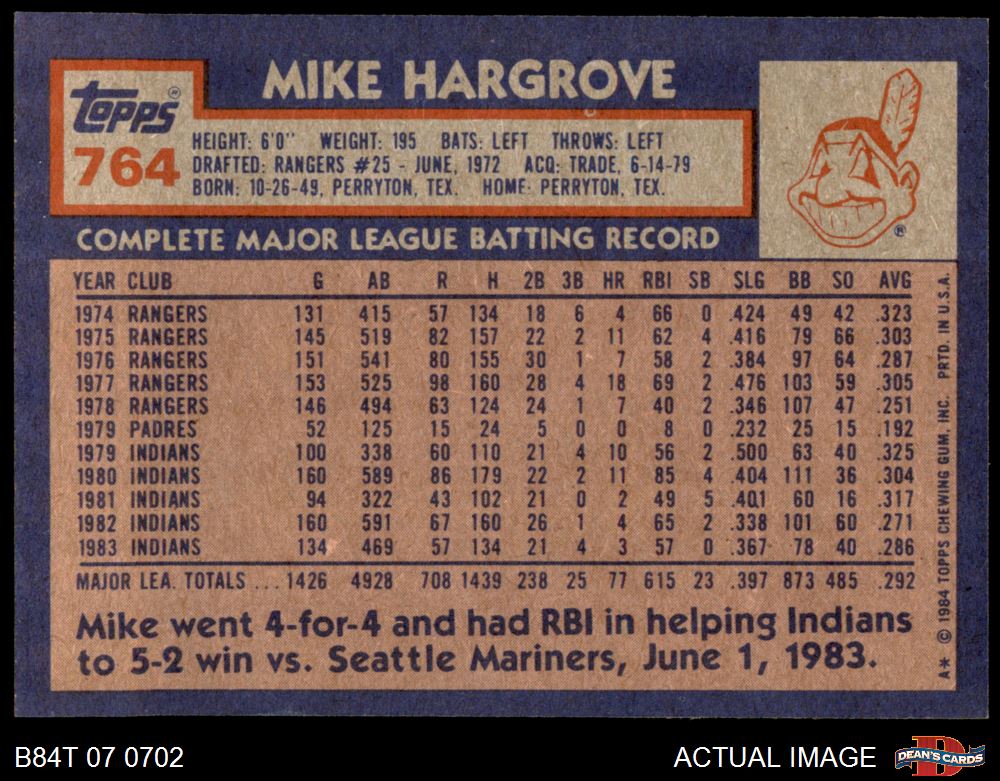 MIKE HARGROVE
Topps®
764
HEIGHT: 6'0" WEIGHT: 195 BATS: LEFT THROWS: LEFT
DRAFTED: RANGERS #25 - JUNE, 1972 ACQ: TRADE, 6-14-79
BORN: 10-26-49, PERRYTON, TEX. HOME: PERRYTON, TEX.
®
COMPLETE MAJOR LEAGUE BATTING RECORD
YEAR CLUB G AB R H 2B 3B HR RBI SB SLG BB SO AVG
1974 RANGERS 131 415 57 134 18 6 4 66 0 .424 49 42 .323
1975 RANGERS 145 519 82 157 22 2 11 62 4 .416 79 66 .303
1976 RANGERS 151 541 80 155 30 1 7 58 2 .384 97 64 .287
1977 RANGERS 153 525 98 160 28 4 18 69 2 .476 103 59 .305
1978 RANGERS 146 494 63 124 24 1 7 40 2 .346 107 47 .251
1979 PADRES 52 125 15 24 5 0 0 8 0 .232 25 15 .192
1979 INDIANS 100 338 60 110 21 4 10 56 2 .500 63 40 .325
1980 INDIANS 160 589 86 179 22 2 11 85 4 .404 111 36 .304
1981 INDIANS 94 322 43 102 21 0 2 49 5 .401 60 16 .317
1982 INDIANS 160 591 67 160 26 1 4 65 2 .338 101 60 .271
1983 INDIANS 134 469 57 134 21 4 3 57 0 .367 78 40 .286
MAJOR LEA. TOTALS ... 1426 4928 708 1439 238 25 77 615 23 .397 873 485 .292
Mike went 4-for-4 and had RBI in helping Indians
to 5-2 win vs. Seattle Mariners, June 1, 1983.
A* © 1984 TOPPS CHEWING GUM, INC. PRTD. IN U.S.A.
B84T 07 0702
ACTUAL IMAGE
D
DEAN'S CARDS